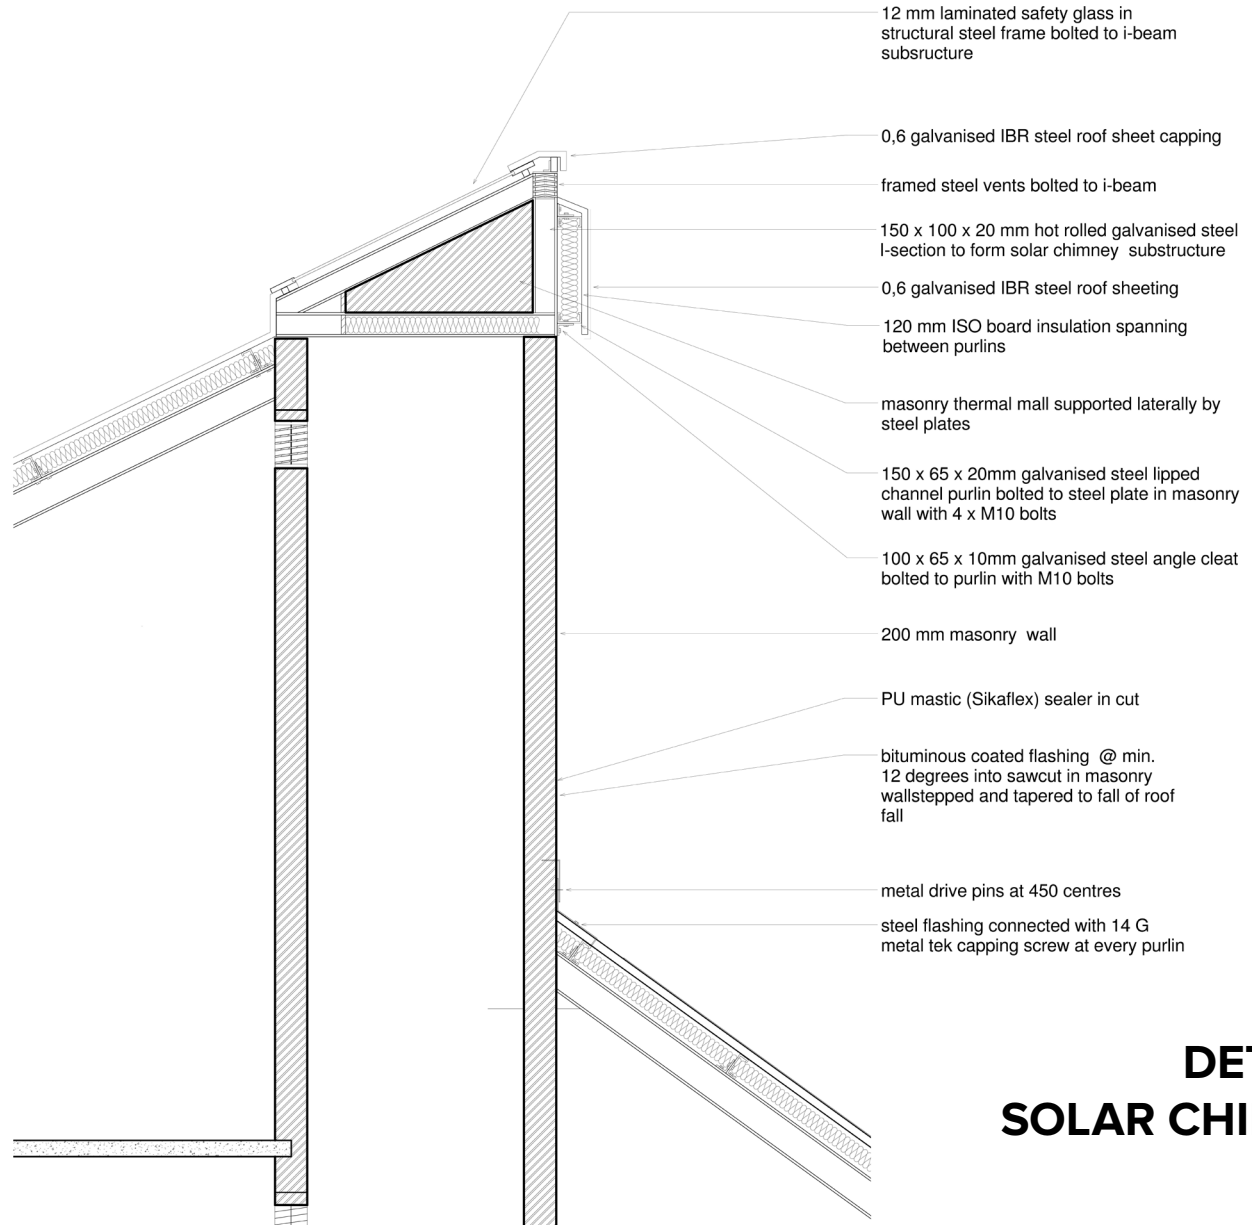 12 mm laminated safety glass in
structural steel frame bolted to i-beam
subsructure
0,6 galvanised IBR steel roof sheet capping
framed steel vents bolted to i-beam
150 x 100 x 20 mm hot rolled galvanised steel
I-section to form solar chimney  substructure
0,6 galvanised IBR steel roof sheeting
120 mm ISO board insulation spanning
between purlins
masonry thermal mall supported laterally by
steel plates
150 x 65 x 20mm galvanised steel lipped
channel purlin bolted to steel plate in masonry
wall with 4 x M10 bolts
100 x 65 x 10mm galvanised steel angle cleat
bolted to purlin with M10 bolts
200 mm masonry  wall
PU mastic (Sikaflex) sealer in cut
bituminous coated flashing  @ min.
12 degrees into sawcut in masonry
wallstepped and tapered to fall of roof
fall
metal drive pins at 450 centres
steel flashing connected with 14 G
metal tek capping screw at every purlin
DET
SOLAR CHI